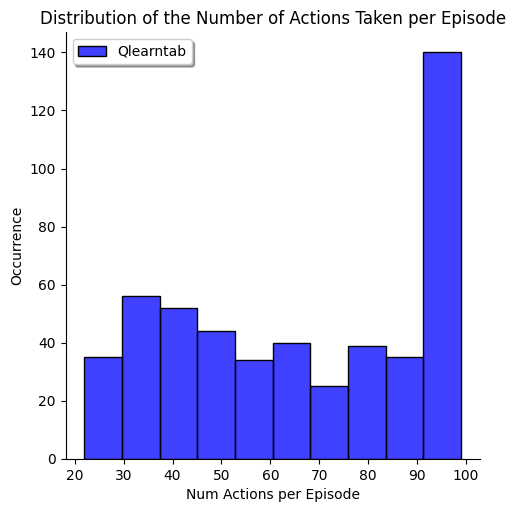 Distribution of the Number of Actions Taken per Episode
Qlearntab
140
120
100
80
60
40
20
0
Occurrence
20 30 40 50 60 70 80 90 100
Num Actions per Episode